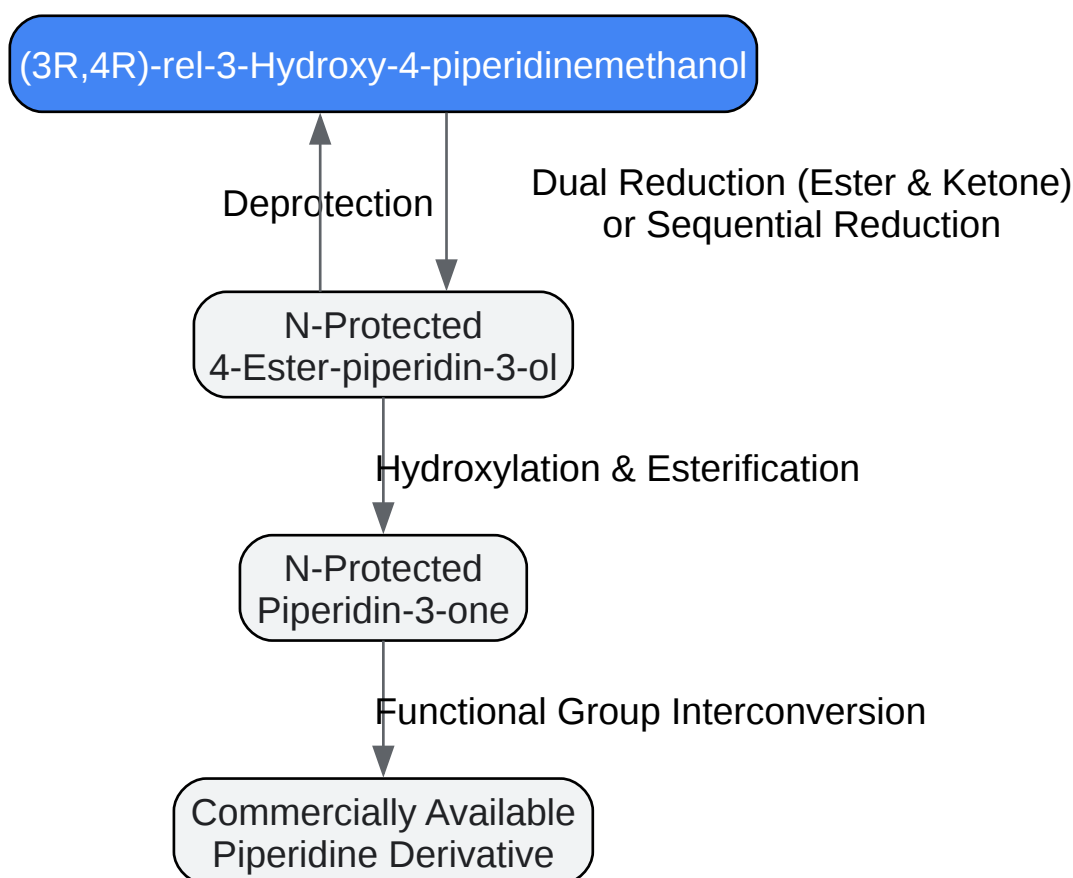 (3R,4R)-rel-3-Hydroxy-4-piperidinemethanol
Deprotection
Dual Reduction (Ester & Ketone)
or Sequential Reduction
N-Protected
4-Ester-piperidin-3-ol
Hydroxylation & Esterification
N-Protected
Piperidin-3-one
Functional Group Interconversion
Commercially Available
Piperidine Derivative